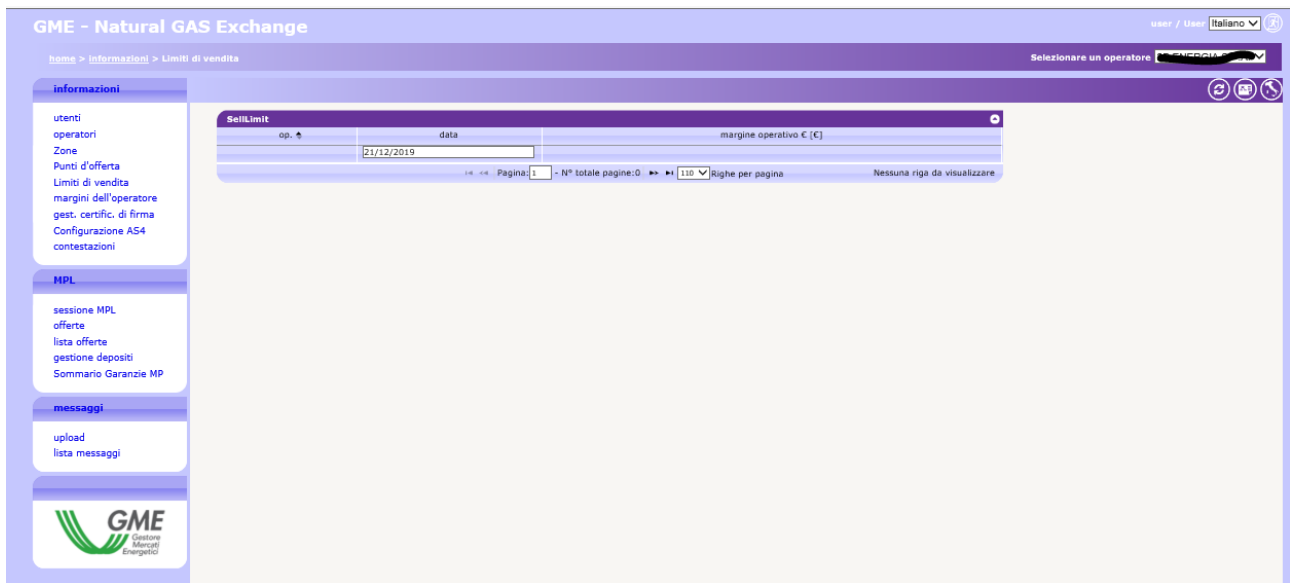 GME - Natural GAS Exchange
user / User Italiano
home > informazioni > Limiti di vendita
Selezionare un operatore
informazioni
utenti
operatori
Zone
Punti d'offerta
Limiti di vendita
margini dell'operatore
gest. certific. di firma
Configurazione AS4
contestazioni
SellLimit
op. data margine operativo € [€]
21/12/2019
Pagina: 1 - N° totale pagine:0 110 Righe per pagina Nessuna riga da visualizzare
MPL
sessione MPL
offerte
lista offerte
gestione depositi
Sommario Garanzie MP
messaggi
upload
lista messaggi
GME
Gestore
Mercati
Energetici